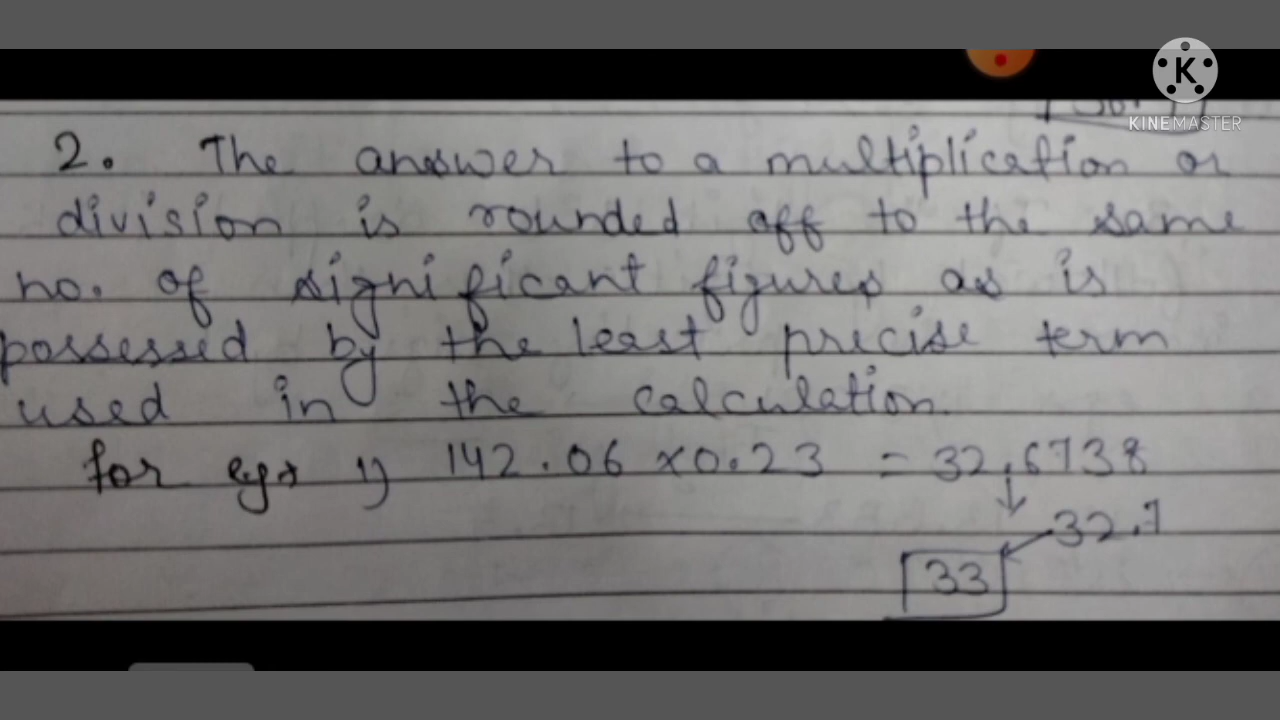 KINEMASTER
2. The answer to a multiplication or
division is rounded off to the same
no. of significant figures as is
possessed by the least precise term
used in the calculation.
for eg→ 1) 142.06 x0.23 = 32.6738
32.7
33